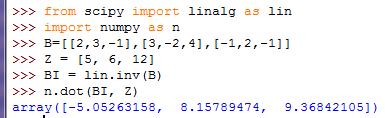 >>> from scipy import linalg as lin
>>> import numpy as n
>>> B=[[2,3,-1],[3,-2,4],[-1,2,-1]]
>>> Z = [5, 6, 12]
>>> BI = lin.inv(B)
>>> n.dot(BI, Z)
array([-5.05263158, 8.15789474, 9.36842105])